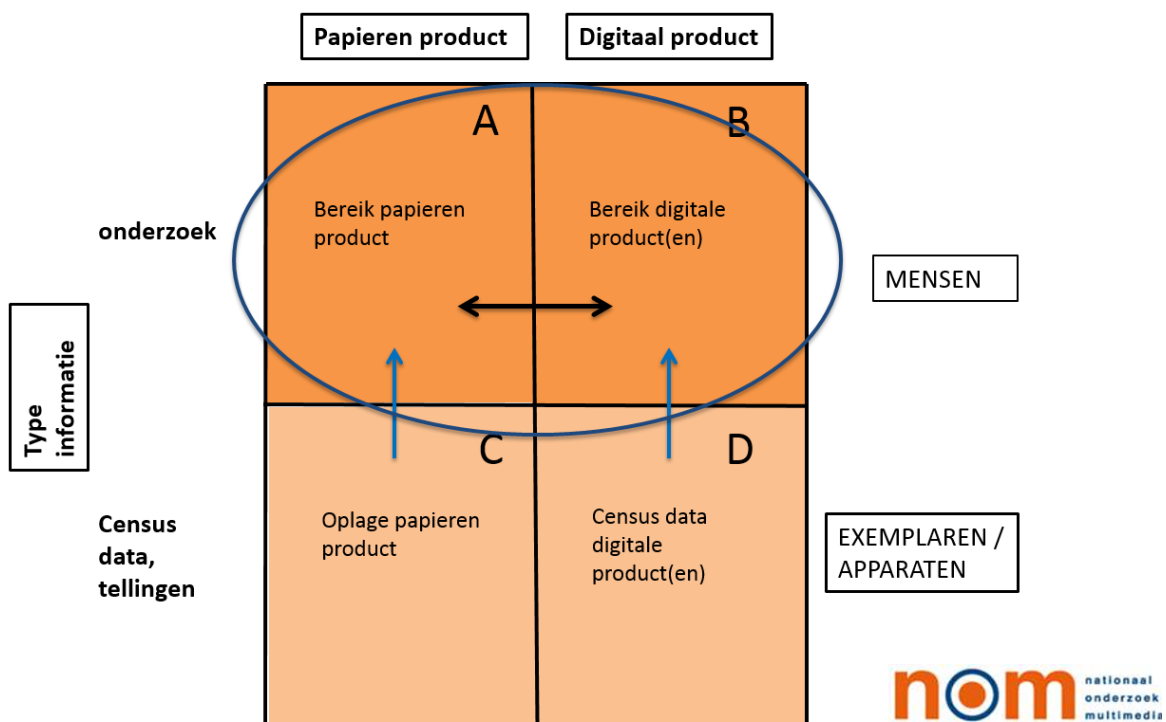 Papieren product
Digitaal product
A
B
onderzoek
Bereik papieren
product
Bereik digitale
product(en)
MENSEN
Type
informatie
C
D
Census
data,
tellingen
Oplage papieren
product
Census data
digitale
product(en)
EXEMPLAREN /
APPARATEN
nom
nationaal
onderzoek
multimedia